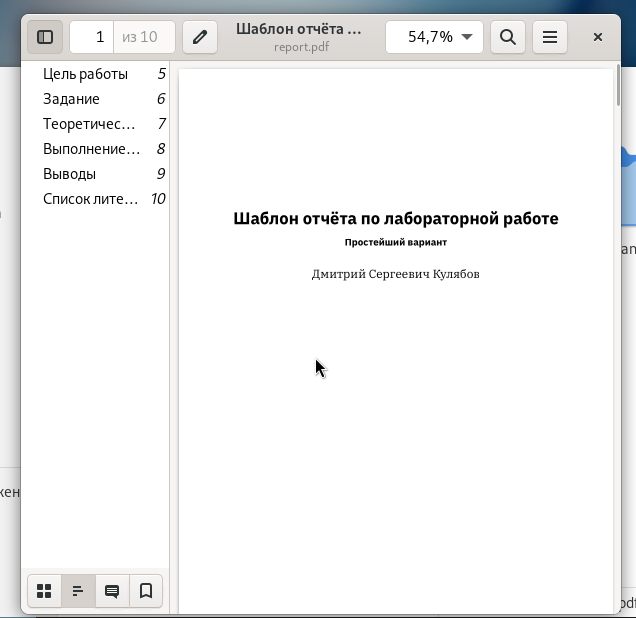 1 из 10
Шаблон отчёта ...
report.pdf
54,7%
Цель работы 5
Задание 6
Теоретичес... 7
Выполнение... 8
Выводы 9
Список лите... 10
Шаблон отчёта по лабораторной работе
Простейший вариант
Дмитрий Сергеевич Кулябов